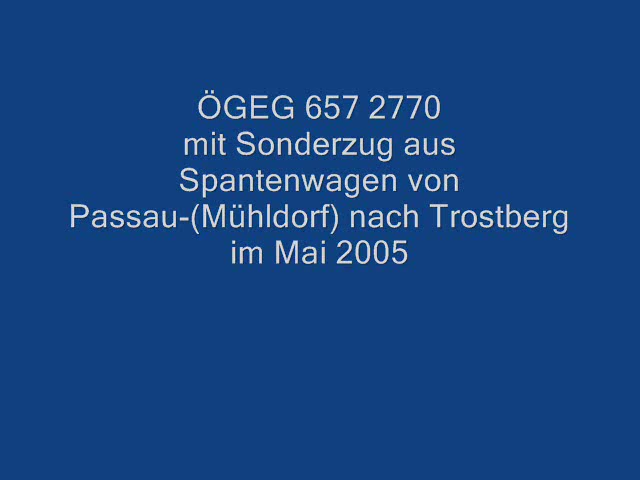 ÖGEG 657 2770
mit Sonderzug aus
Spantenwagen von
Passau-(Mühldorf) nach Trostberg
im Mai 2005